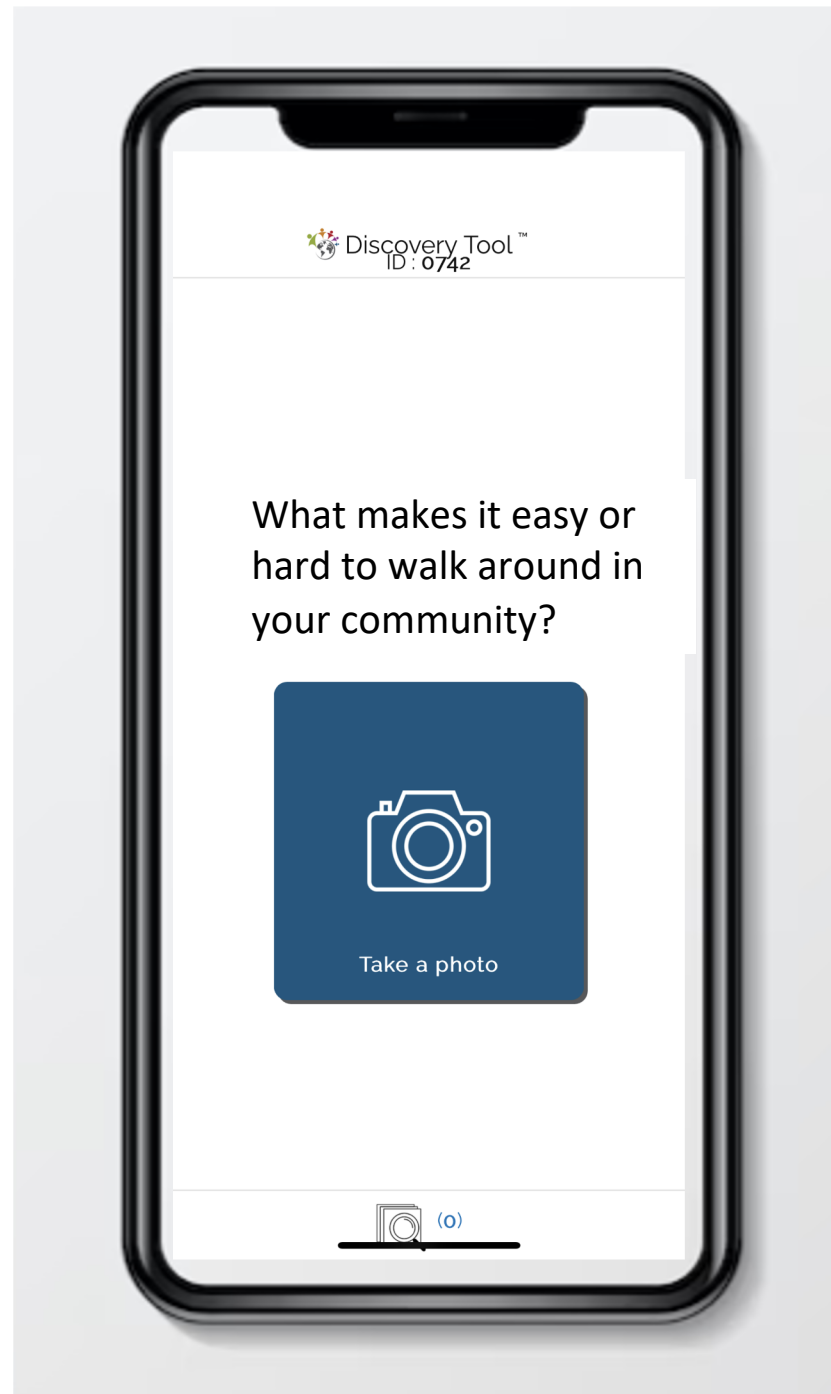 Discovery Tool™
ID : 0742
What makes it easy or
hard to walk around in
your community?
Take a photo
(0)